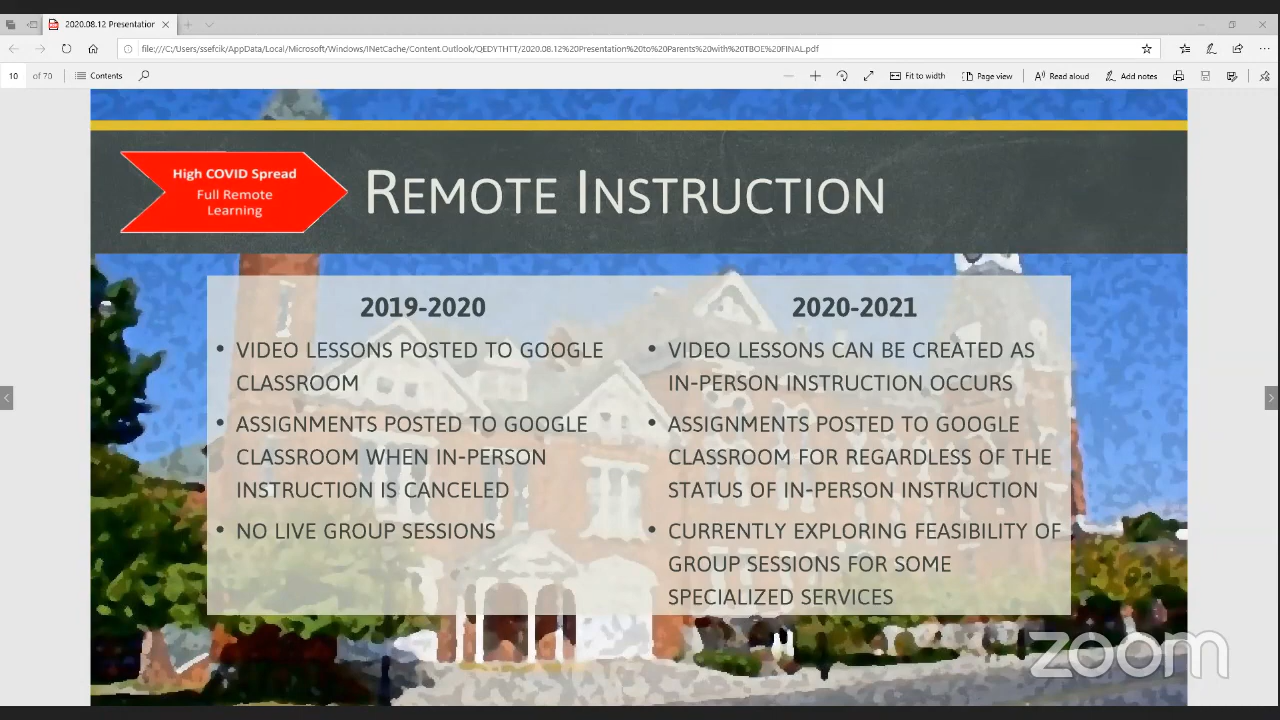 2020.08.12 Presentation
file:///C:/Users/ssefcik/AppData/Local/Microsoft/Windows/INetCache/Content.Outlook/QEDYHTT/2020.08.12%20Presentation%20to%20Parents%20with%20TBOE%20FINAL.pdf
10 of 70 Contents Fit to width Page view Read aloud Add notes
High COVID Spread
Full Remote
Learning
REMOTE INSTRUCTION
2019-2020
• VIDEO LESSONS POSTED TO GOOGLE
CLASSROOM
• ASSIGNMENTS POSTED TO GOOGLE
CLASSROOM WHEN IN-PERSON
INSTRUCTION IS CANCELED
• NO LIVE GROUP SESSIONS
2020-2021
• VIDEO LESSONS CAN BE CREATED AS
IN-PERSON INSTRUCTION OCCURS
• ASSIGNMENTS POSTED TO GOOGLE
CLASSROOM FOR REGARDLESS OF THE
STATUS OF IN-PERSON INSTRUCTION
• CURRENTLY EXPLORING FEASIBILITY OF
GROUP SESSIONS FOR SOME
SPECIALIZED SERVICES
zoom